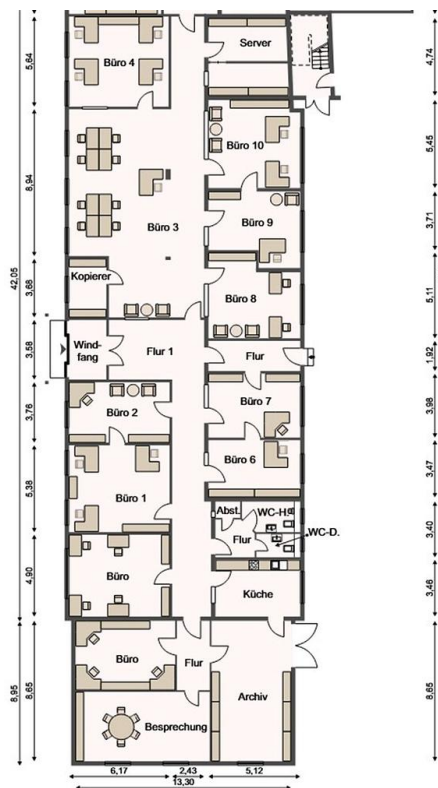 5,64
Büro 4
Server
4,74
Büro 10
5,45
8,94
Büro 9
3,71
Büro 3
42,05
Kopierer
3,68
Büro 8
5,11
3,58
Wind-
fang
Flur 1
Flur
1,92
3,76
Büro 2
Büro 7
3,98
5,38
Büro 1
Büro 6
3,47
Abst.
WC-H.
WC-D.
3,40
4,90
Büro
Flur
Küche
3,46
8,95
8,65
Büro
Flur
Archiv
8,65
Besprechung
6,17
2,43
5,12
13,30